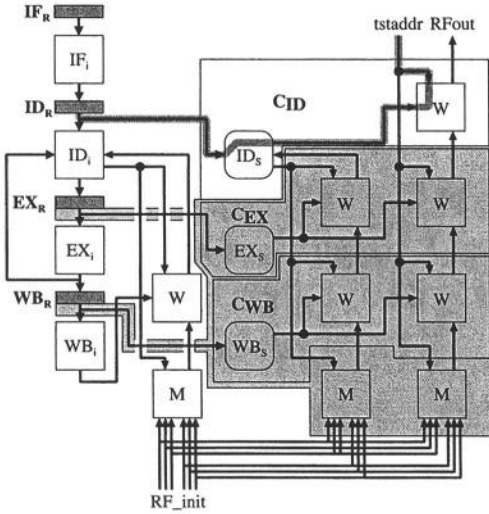 IF_R
tstaddr RFout
IF_i
ID_R
C_ID
W
ID_i
ID_S
EX_R
C_EX
W
W
EX_i
EX_S
W
C_WB
W
W
WB_R
WB_i
WB_S
M
M
M
RF_init